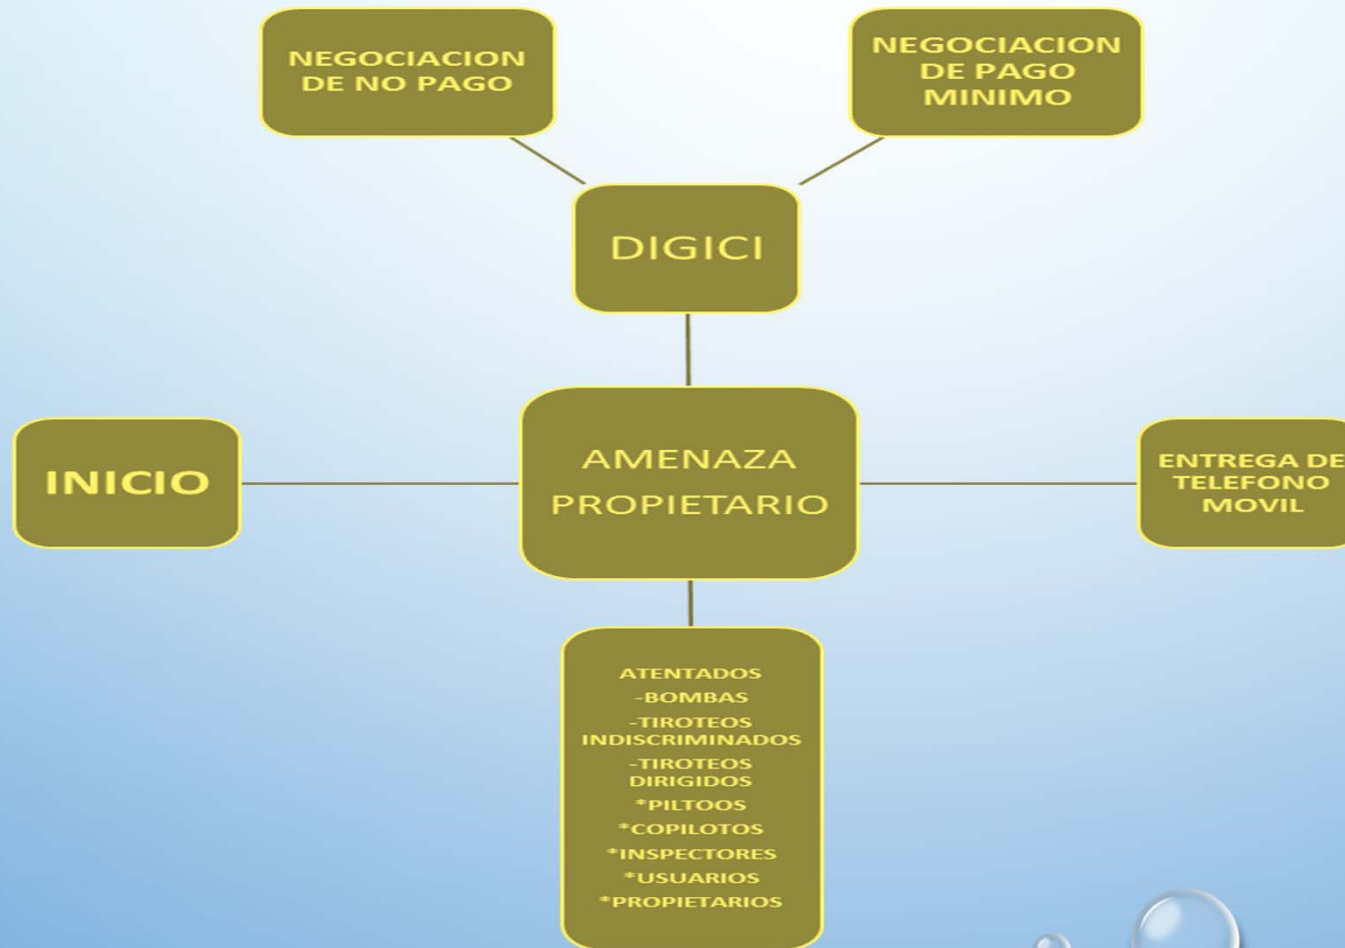 NEGOCIACION
DE NO PAGO
NEGOCIACION
DE PAGO
MINIMO
DIGICI
INICIO
AMENAZA
PROPIETARIO
ENTREGA DE
TELEFONO
MOVIL
ATENTADOS
-BOMBAS
-TIROTEOS
INDISCRIMINADOS
-TIROTEOS
DIRIGIDOS
*PILTOOS
*COPILOTOS
*INSPECTORES
*USUARIOS
*PROPIETARIOS